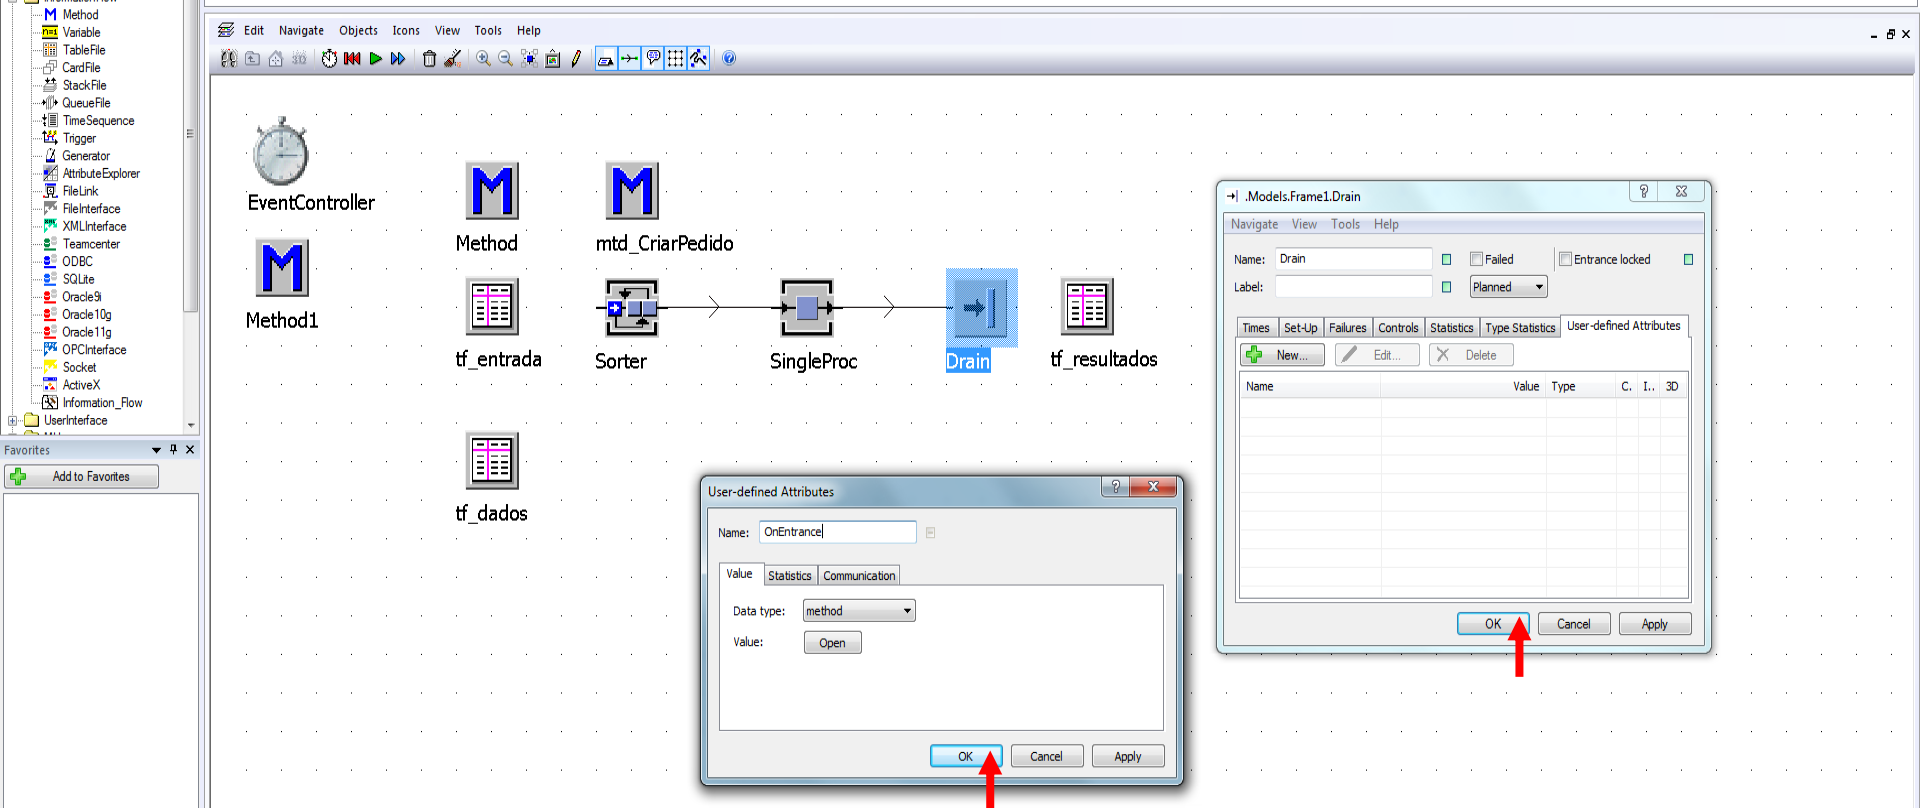 InformationFlow
Method
Variable
TableFile
CardFile
StackFile
QueueFile
TimeSequence
Trigger
Generator
AttributeExplorer
FileLink
FileInterface
XMLInterface
Teamcenter
ODBC
SQLite
Oracle9i
Oracle10g
Oracle11g
OPCInterface
Socket
ActiveX
Information_Flow
UserInterface
Favorites
Add to Favorites
Edit Navigate Objects Icons View Tools Help
EventController
Method
mtd_CriarPedido
Method1
tf_entrada
Sorter
SingleProc
Drain
tf_resultados
tf_dados
User-defined Attributes
Name: OnEntrance
Value Statistics Communication
Data type: method
Value: Open
OK Cancel Apply
.Models.Frame1.Drain
Navigate View Tools Help
Name: Drain Failed Entrance locked
Label: Planned
Times Set-Up Failures Controls Statistics Type Statistics User-defined Attributes
New... Edit... Delete
Name Value Type C. I.. 3D
OK Cancel Apply